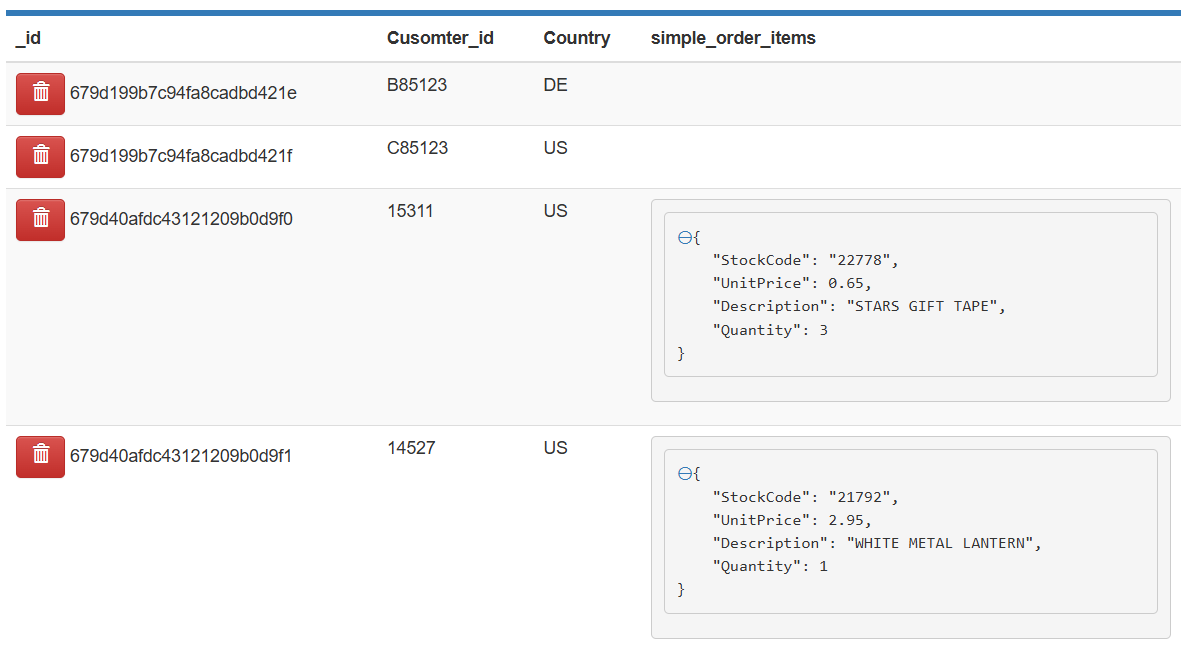 _id Cusomter_id Country simple_order_items
679d199b7c94fa8cadbd421e B85123 DE
679d199b7c94fa8cadbd421f C85123 US
679d40afdc43121209b0d9f0 15311 US
{
"StockCode": "22778",
"UnitPrice": 0.65,
"Description": "STARS GIFT TAPE",
"Quantity": 3
}
679d40afdc43121209b0d9f1 14527 US
{
"StockCode": "21792",
"UnitPrice": 2.95,
"Description": "WHITE METAL LANTERN",
"Quantity": 1
}